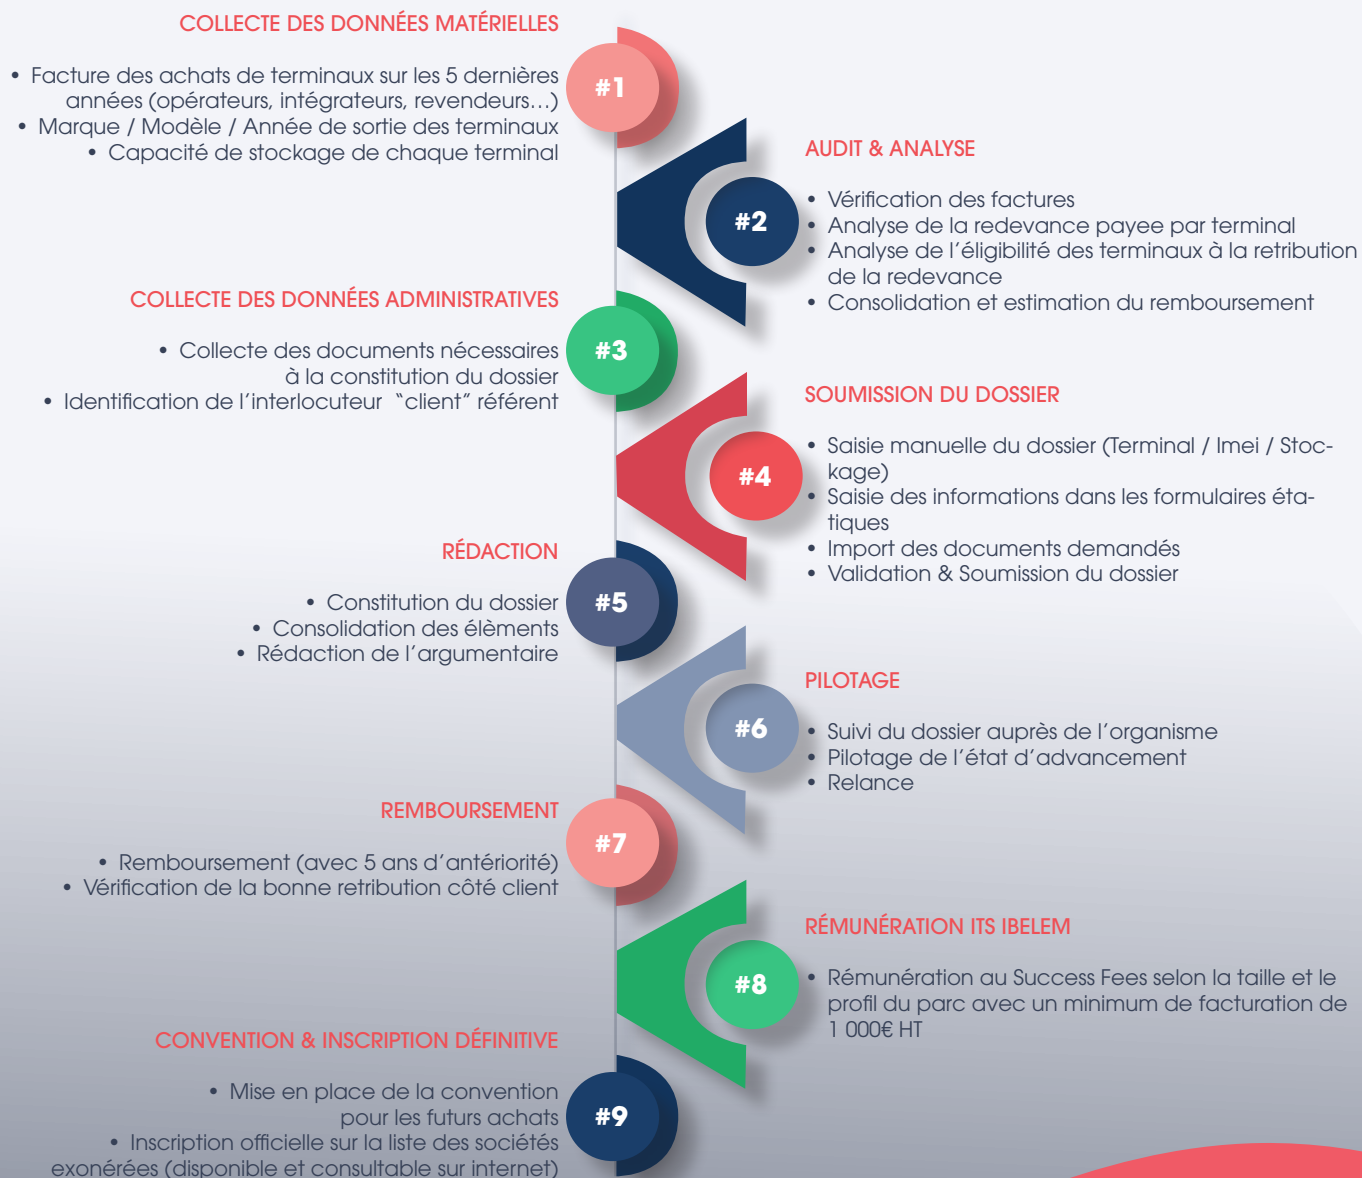 COLLECTE DES DONNÉES MATÉRIELLES
• Facture des achats de terminaux sur les 5 dernières
années (opérateurs, intégrateurs, revendeurs...)
• Marque / Modèle / Année de sortie des terminaux
• Capacité de stockage de chaque terminal
#1
AUDIT & ANALYSE
• Vérification des factures
• Analyse de la redevance payee par terminal
• Analyse de l'éligibilité des terminaux à la retribution
de la redevance
• Consolidation et estimation du remboursement
#2
COLLECTE DES DONNÉES ADMINISTRATIVES
• Collecte des documents nécessaires
à la constitution du dossier
• Identification de l'interlocuteur "client" référent
#3
SOUMISSION DU DOSSIER
• Saisie manuelle du dossier (Terminal / Imei / Stoc-
kage)
• Saisie des informations dans les formulaires éta-
tiques
• Import des documents demandés
• Validation & Soumission du dossier
#4
RÉDACTION
• Constitution du dossier
• Consolidation des élèments
• Rédaction de l'argumentaire
#5
PILOTAGE
• Suivi du dossier auprès de l'organisme
• Pilotage de l'état d'advancement
• Relance
#6
REMBOURSEMENT
• Remboursement (avec 5 ans d'antériorité)
• Vérification de la bonne retribution côté client
#7
RÉMUNÉRATION ITS IBELEM
• Rémunération au Success Fees selon la taille et le
profil du parc avec un minimum de facturation de
1 000€ HT
#8
CONVENTION & INSCRIPTION DÉFINITIVE
• Mise en place de la convention
pour les futurs achats
• Inscription officielle sur la liste des sociétés
exonérées (disponible et consultable sur internet)
#9